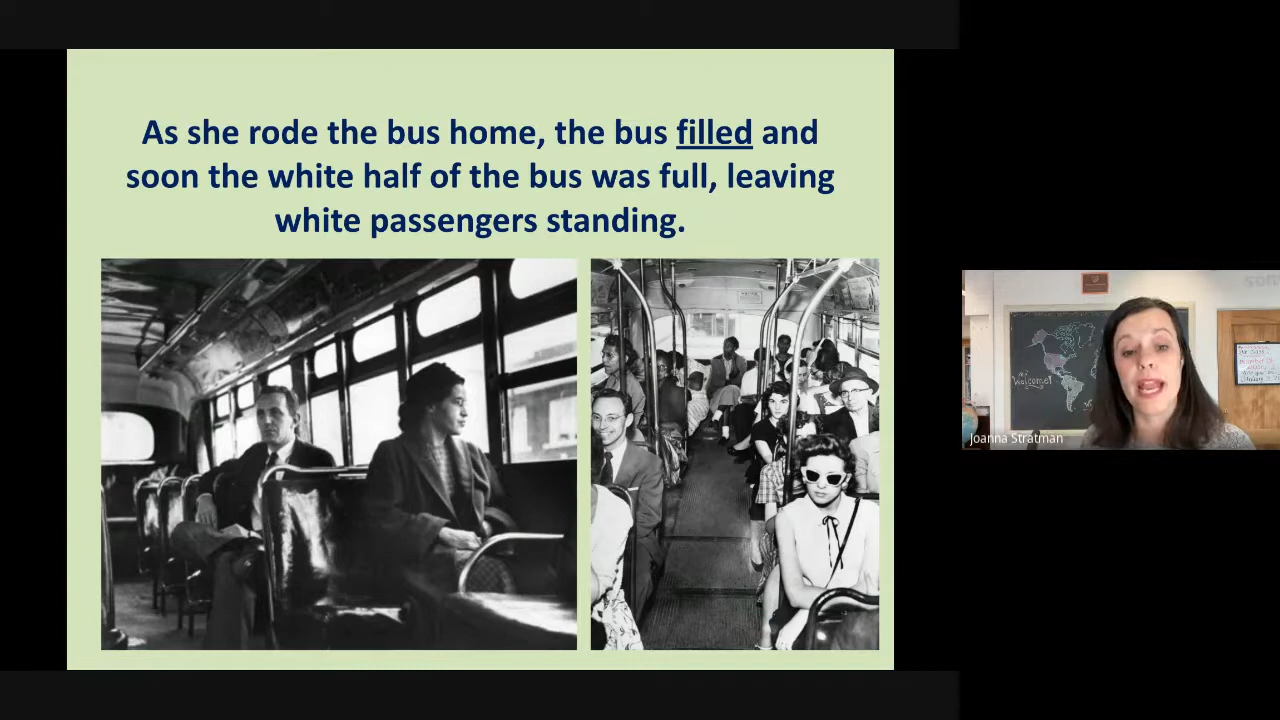 As she rode the bus home, the bus filled and
soon the white half of the bus was full, leaving
white passengers standing.
Welcome!
Joanna Stratman